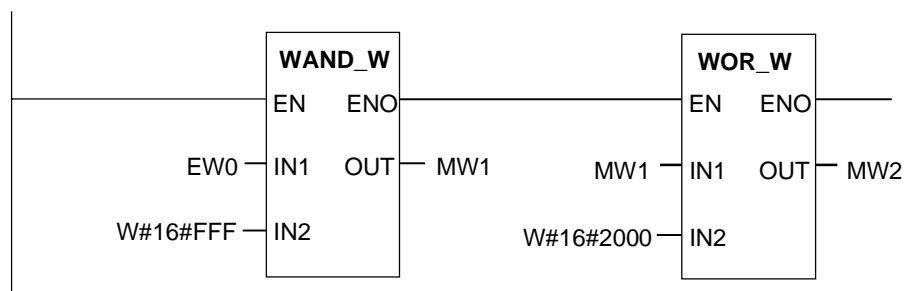 WAND_W
EN ENO
EW0 IN1 OUT MW1
W#16#FFF IN2
WOR_W
EN ENO
MW1 IN1 OUT MW2
W#16#2000 IN2